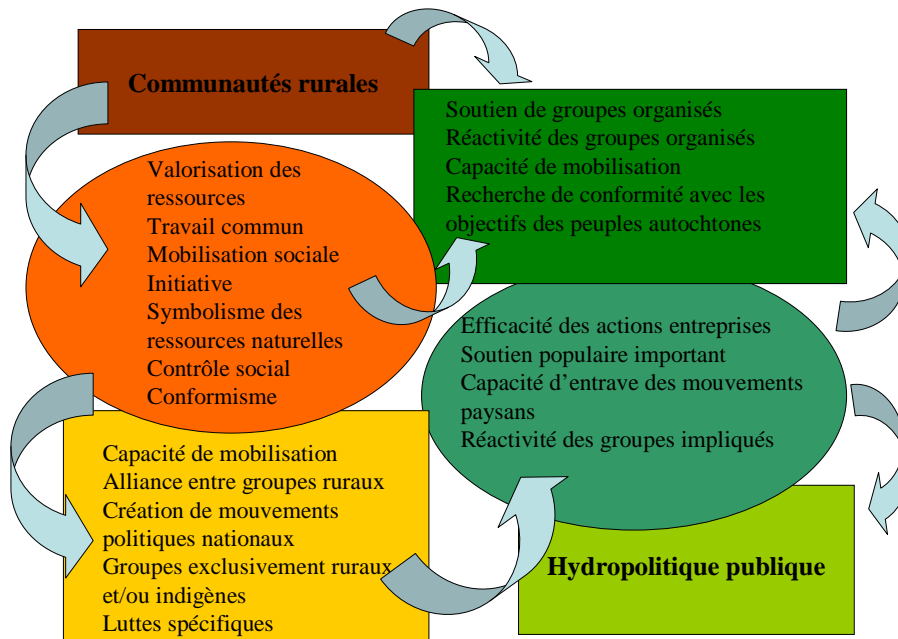 Communautés rurales
Soutien de groupes organisés
Réactivité des groupes organisés
Capacité de mobilisation
Recherche de conformité avec les
objectifs des peuples autochtones
Valorisation des
ressources
Travail commun
Mobilisation sociale
Initiative
Symbolisme des
ressources naturelles
Contrôle social
Conformisme
Efficacité des actions entreprises
Soutien populaire important
Capacité d’entrave des mouvements
paysans
Réactivité des groupes impliqués
Capacité de mobilisation
Alliance entre groupes ruraux
Création de mouvements
politiques nationaux
Groupes exclusivement ruraux
et/ou indigènes
Luttes spécifiques
Hydropolitique publique